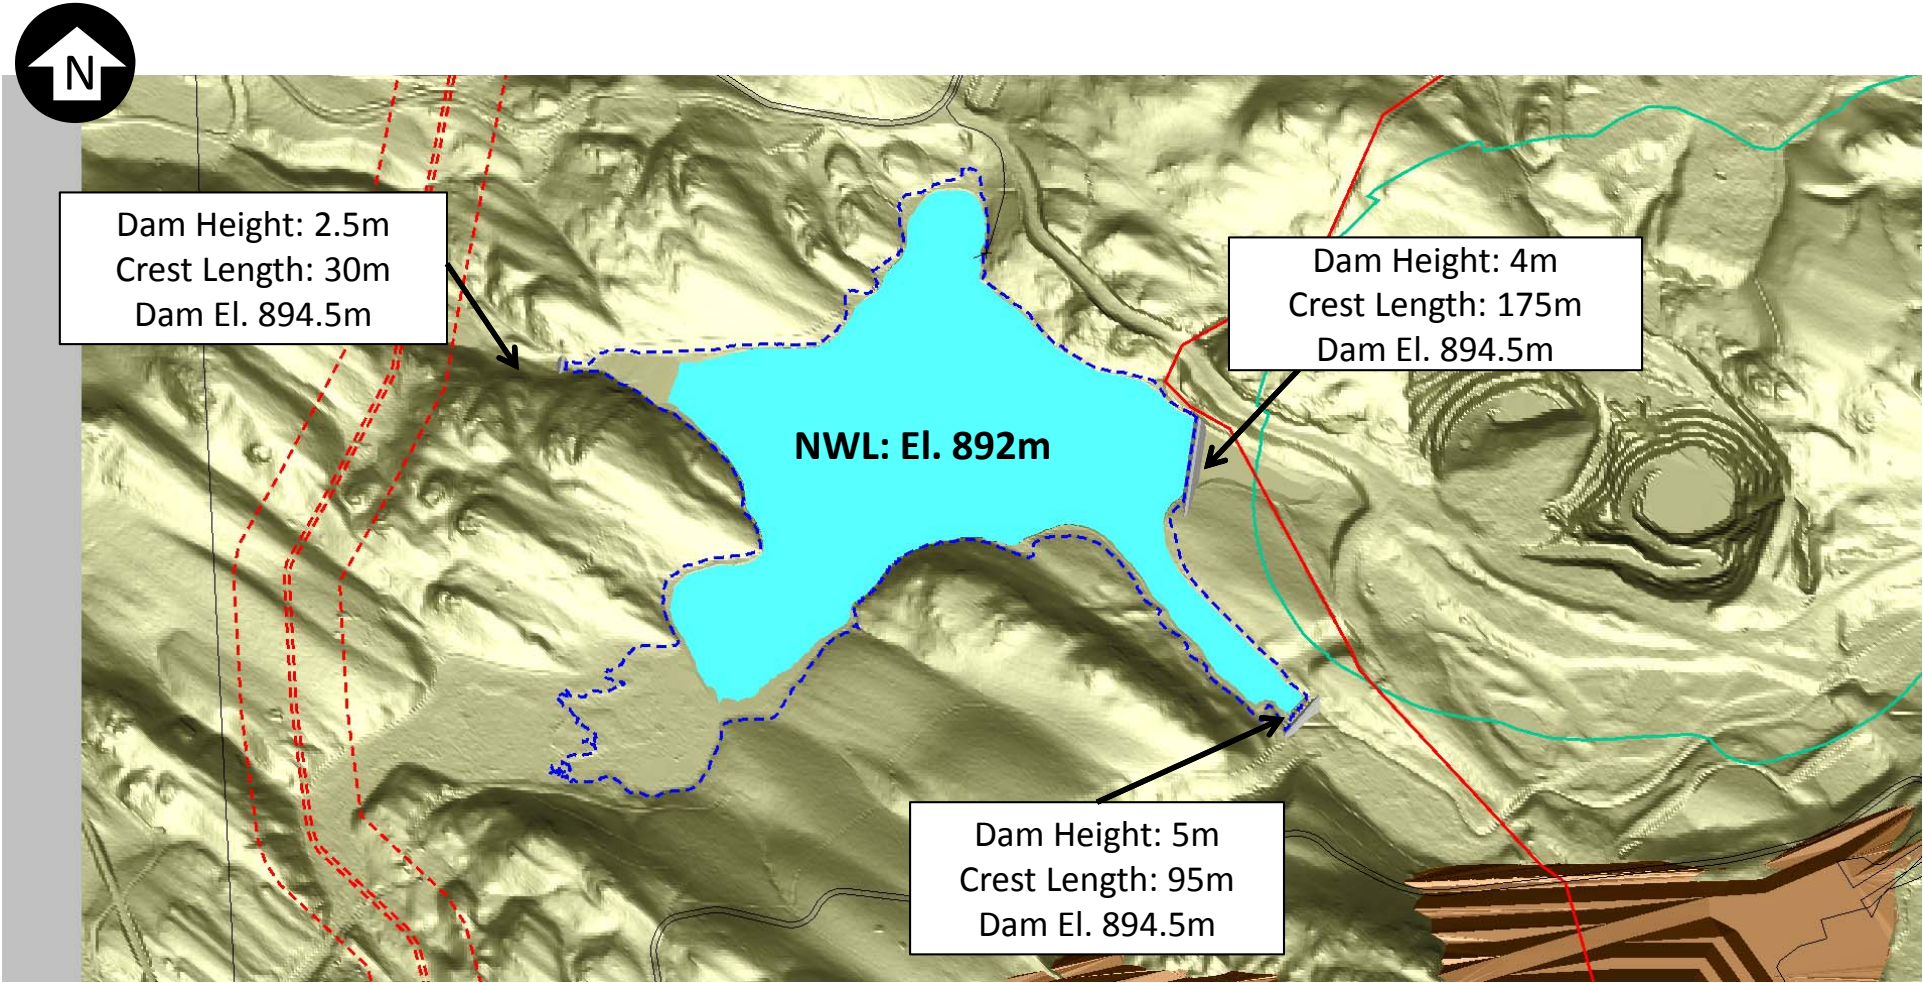 N
Dam Height: 2.5m
Crest Length: 30m
Dam El. 894.5m
Dam Height: 4m
Crest Length: 175m
Dam El. 894.5m
NWL: El. 892m
Dam Height: 5m
Crest Length: 95m
Dam El. 894.5m